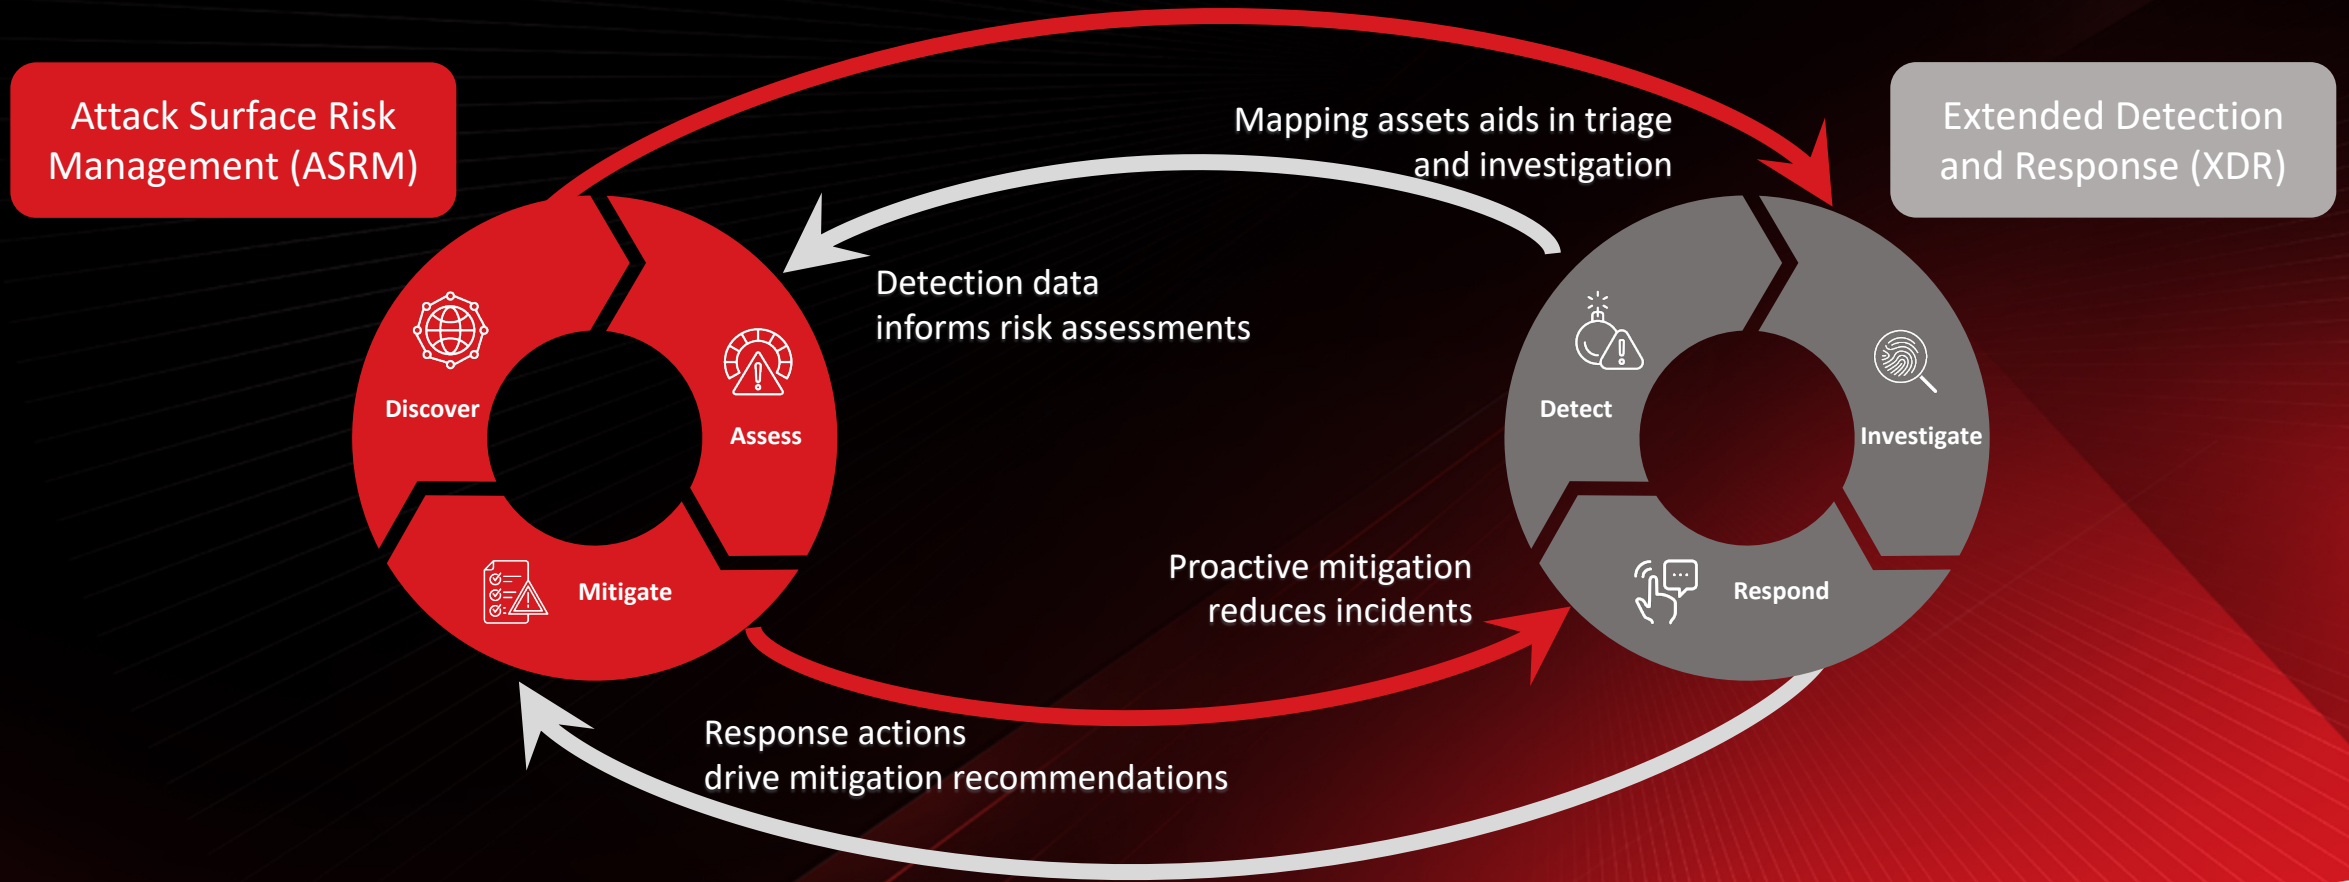 Attack Surface Risk
Management (ASRM)
Mapping assets aids in triage
and investigation
Extended Detection
and Response (XDR)
Detection data
informs risk assessments
Discover
Assess
Mitigate
Detect
Investigate
Respond
Proactive mitigation
reduces incidents
Response actions
drive mitigation recommendations